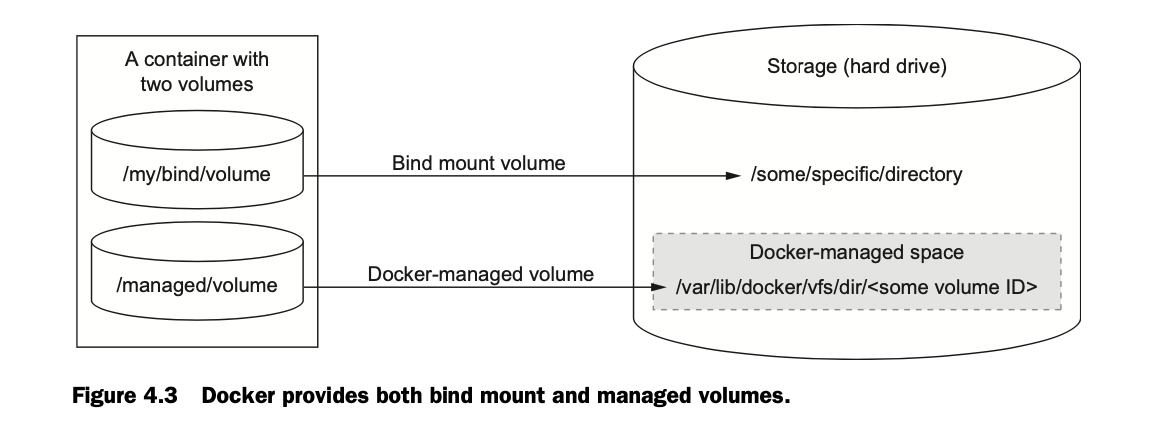 A container with
two volumes
Storage (hard drive)
/my/bind/volume
Bind mount volume
/some/specific/directory
/managed/volume
Docker-managed volume
Docker-managed space
/var/lib/docker/vfs/dir/<some volume ID>
Figure 4.3 Docker provides both bind mount and managed volumes.